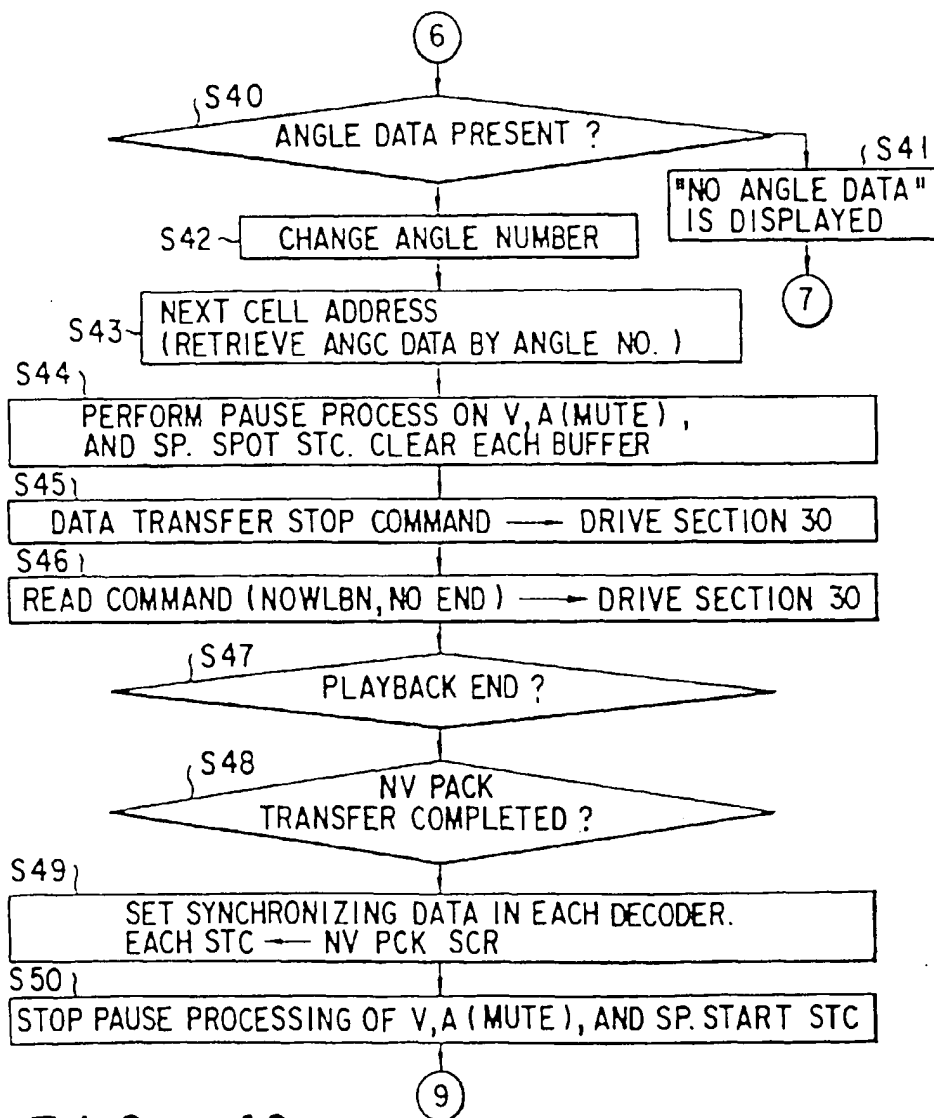 6
S40
ANGLE DATA PRESENT ?
S41
"NO ANGLE DATA"
IS DISPLAYED
7
S42
CHANGE ANGLE NUMBER
S43
NEXT CELL ADDRESS
(RETRIEVE ANGC DATA BY ANGLE NO. )
S44
PERFORM PAUSE PROCESS ON V, A (MUTE) ,
AND SP. SPOT STC. CLEAR EACH BUFFER
S45
DATA TRANSFER STOP COMMAND → DRIVE SECTION 30
S46
READ COMMAND (NOWLBN, NO END) → DRIVE SECTION 30
S47
PLAYBACK END ?
S48
NV PACK
TRANSFER COMPLETED ?
S49
SET SYNCHRONIZING DATA IN EACH DECODER.
EACH STC ← NV PCK SCR
S50
STOP PAUSE PROCESSING OF V, A (MUTE), AND SP. START STC
9